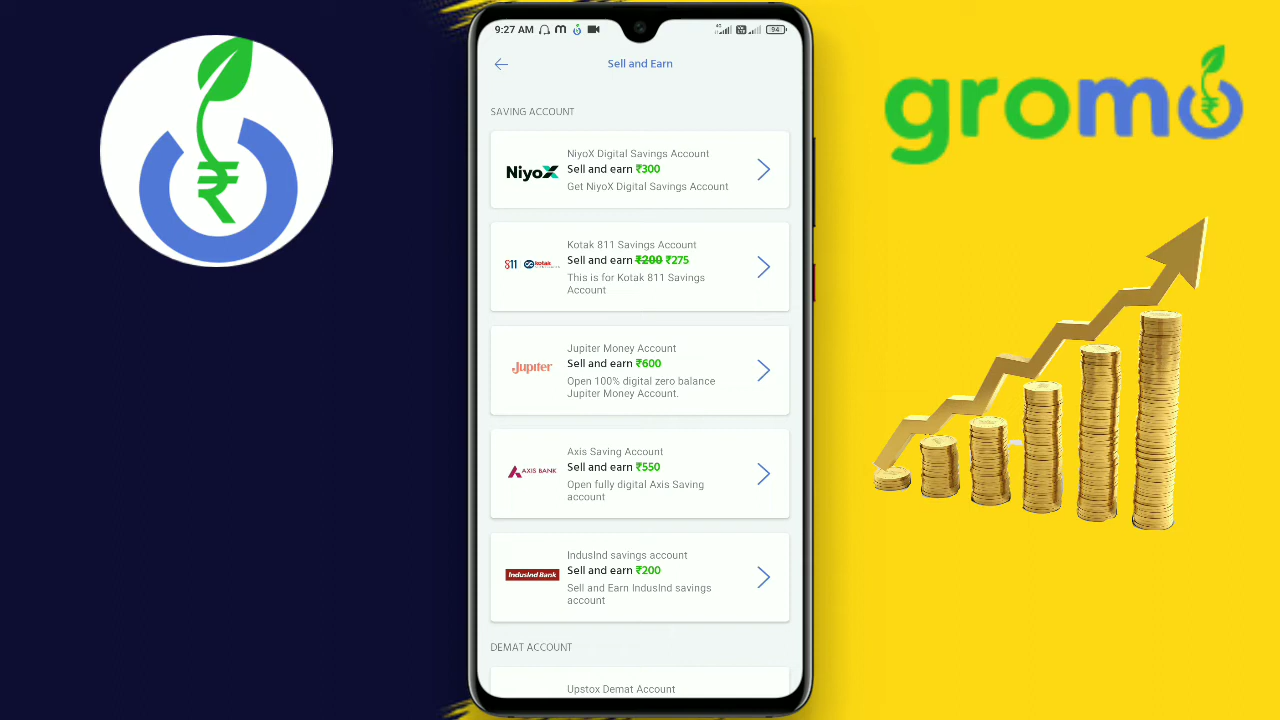 9:27 AM
94
Sell and Earn
SAVING ACCOUNT
NiyoX
NiyoX Digital Savings Account
Sell and earn ₹300
Get NiyoX Digital Savings Account
811 kotak
Kotak 811 Savings Account
Sell and earn ₹200 ₹275
This is for Kotak 811 Savings
Account
Jupiter
Jupiter Money Account
Sell and earn ₹600
Open 100% digital zero balance
Jupiter Money Account.
AXIS BANK
Axis Saving Account
Sell and earn ₹550
Open fully digital Axis Saving
account
IndusInd Bank
IndusInd savings account
Sell and earn ₹200
Sell and Earn IndusInd savings
account
DEMAT ACCOUNT
Upstox Demat Account
₹
gromo
₹